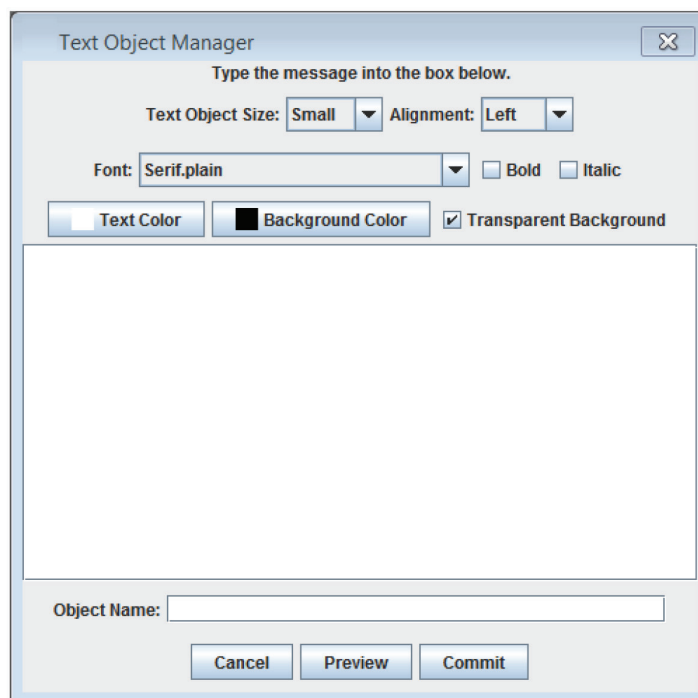 Text Object Manager
Type the message into the box below.
Text Object Size: Small Alignment: Left
Font: Serif.plain Bold Italic
Text Color Background Color Transparent Background
Object Name:
Cancel Preview Commit